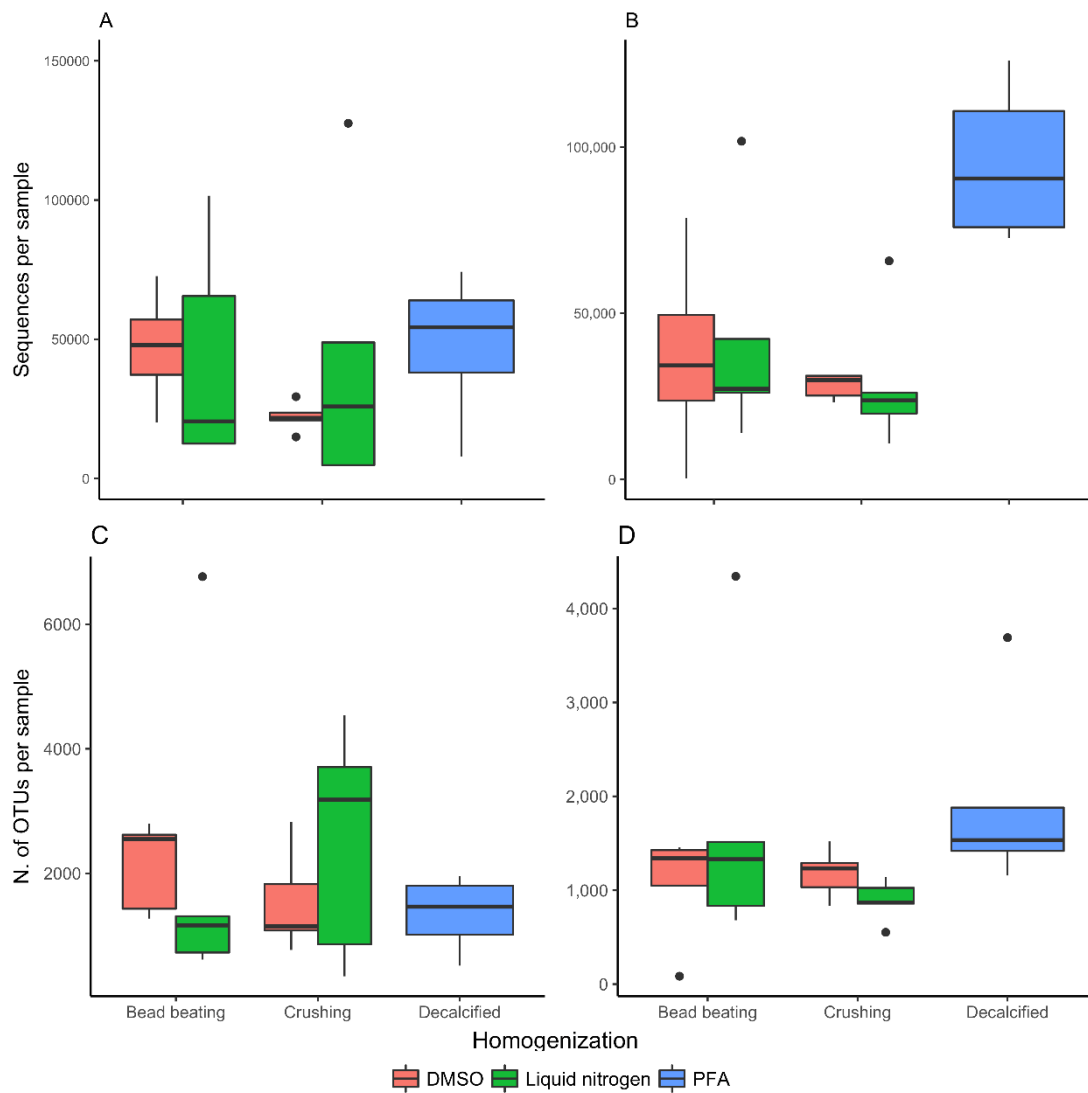 A
150000
100000
50000
0
Sequences per sample
B
100,000
50,000
0
C
6000
4000
2000
N. of OTUs per sample
Bead beating Crushing Decalcified
D
4,000
3,000
2,000
1,000
0
Bead beating Crushing Decalcified
Homogenization
DMSO Liquid nitrogen PFA